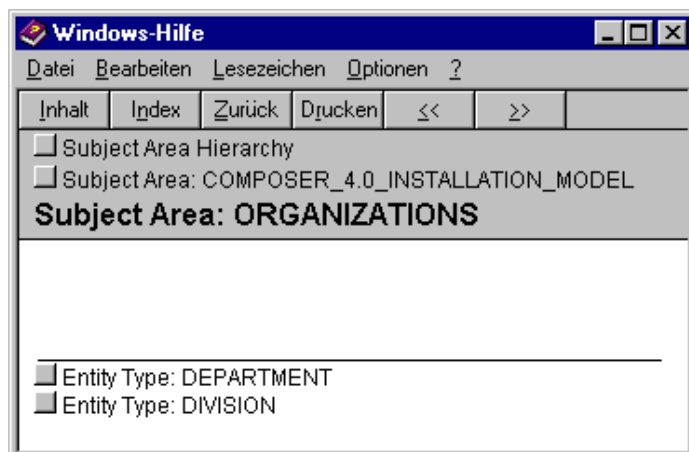 Windows-Hilfe
Datei Bearbeiten Lesezeichen Optionen ?
Inhalt Index Zurück Drucken << >>
Subject Area Hierarchy
Subject Area: COMPOSER_4.0_INSTALLATION_MODEL
Subject Area: ORGANIZATIONS
Entity Type: DEPARTMENT
Entity Type: DIVISION